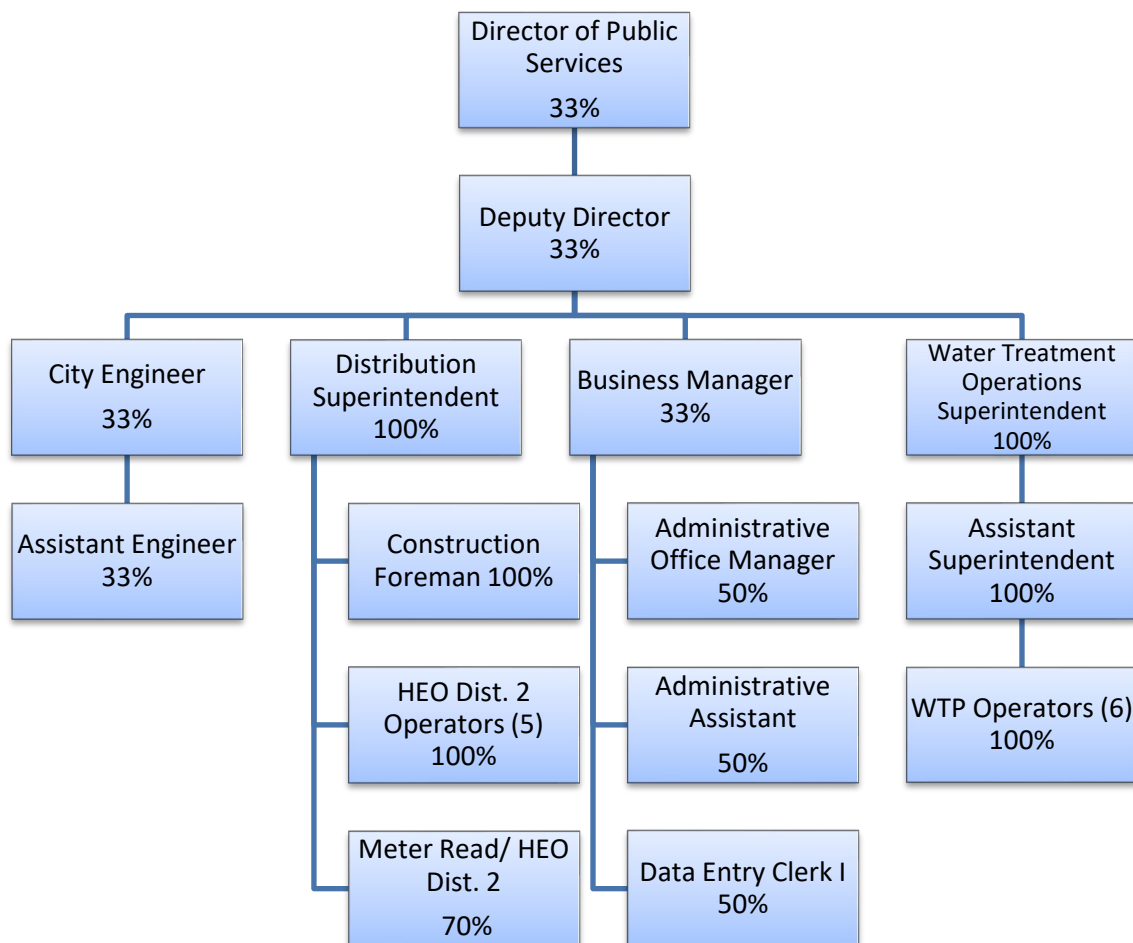 Director of Public
Services
33%
Deputy Director
33%
City Engineer
33%
Distribution
Superintendent
100%
Business Manager
33%
Water Treatment
Operations
Superintendent
100%
Assistant Engineer
33%
Construction
Foreman 100%
Administrative
Office Manager
50%
Assistant
Superintendent
100%
HEO Dist. 2
Operators (5)
100%
Administrative
Assistant
50%
WTP Operators (6)
100%
Meter Read/ HEO
Dist. 2
70%
Data Entry Clerk I
50%